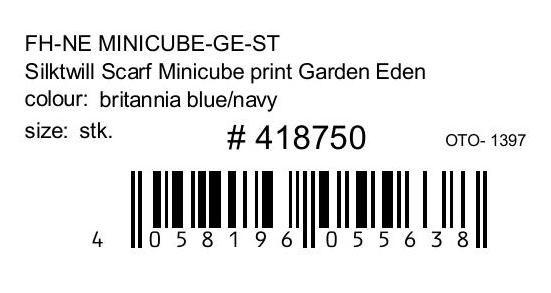 FH-NE MINICUBE-GE-ST
Silktwill Scarf Minicube print Garden Eden
colour: britannia blue/navy
size: stk.
# 418750
OTO- 1397
4 058196 055638